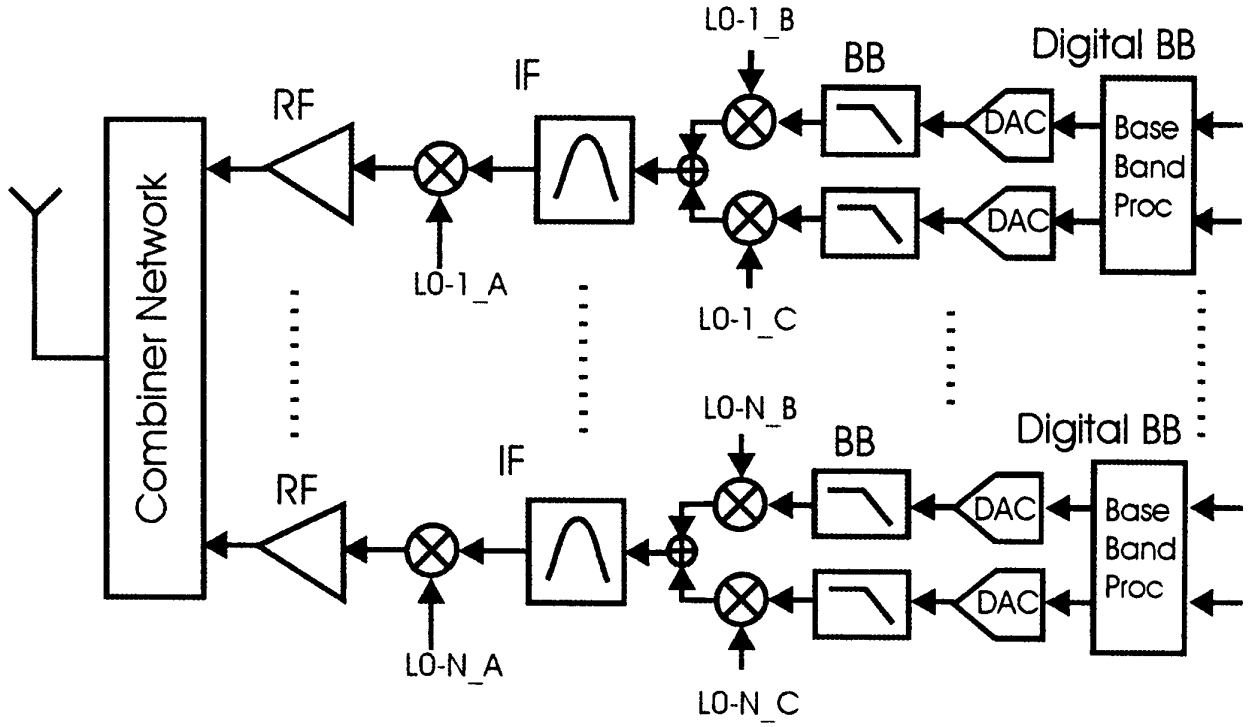 LO-1_B
Digital BB
IF
BB
RF
DAC
Base
Band
Proc
DAC
LO-1_A
LO-1_C
Combiner Network
LO-N_B
Digital BB
IF
BB
RF
DAC
Base
Band
Proc
DAC
LO-N_A
LO-N_C